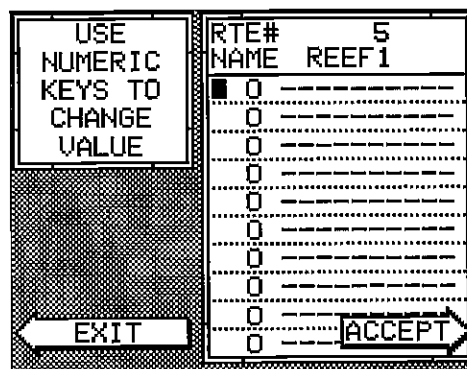 USE
NUMERIC
KEYS TO
CHANGE
VALUE
RTE# 5
NAME REEF1
0 ----------
0 ----------
0 ----------
0 ----------
0 ----------
0 ----------
0 ----------
0 ----------
0 ----------
0 ----------
EXIT
ACCEPT